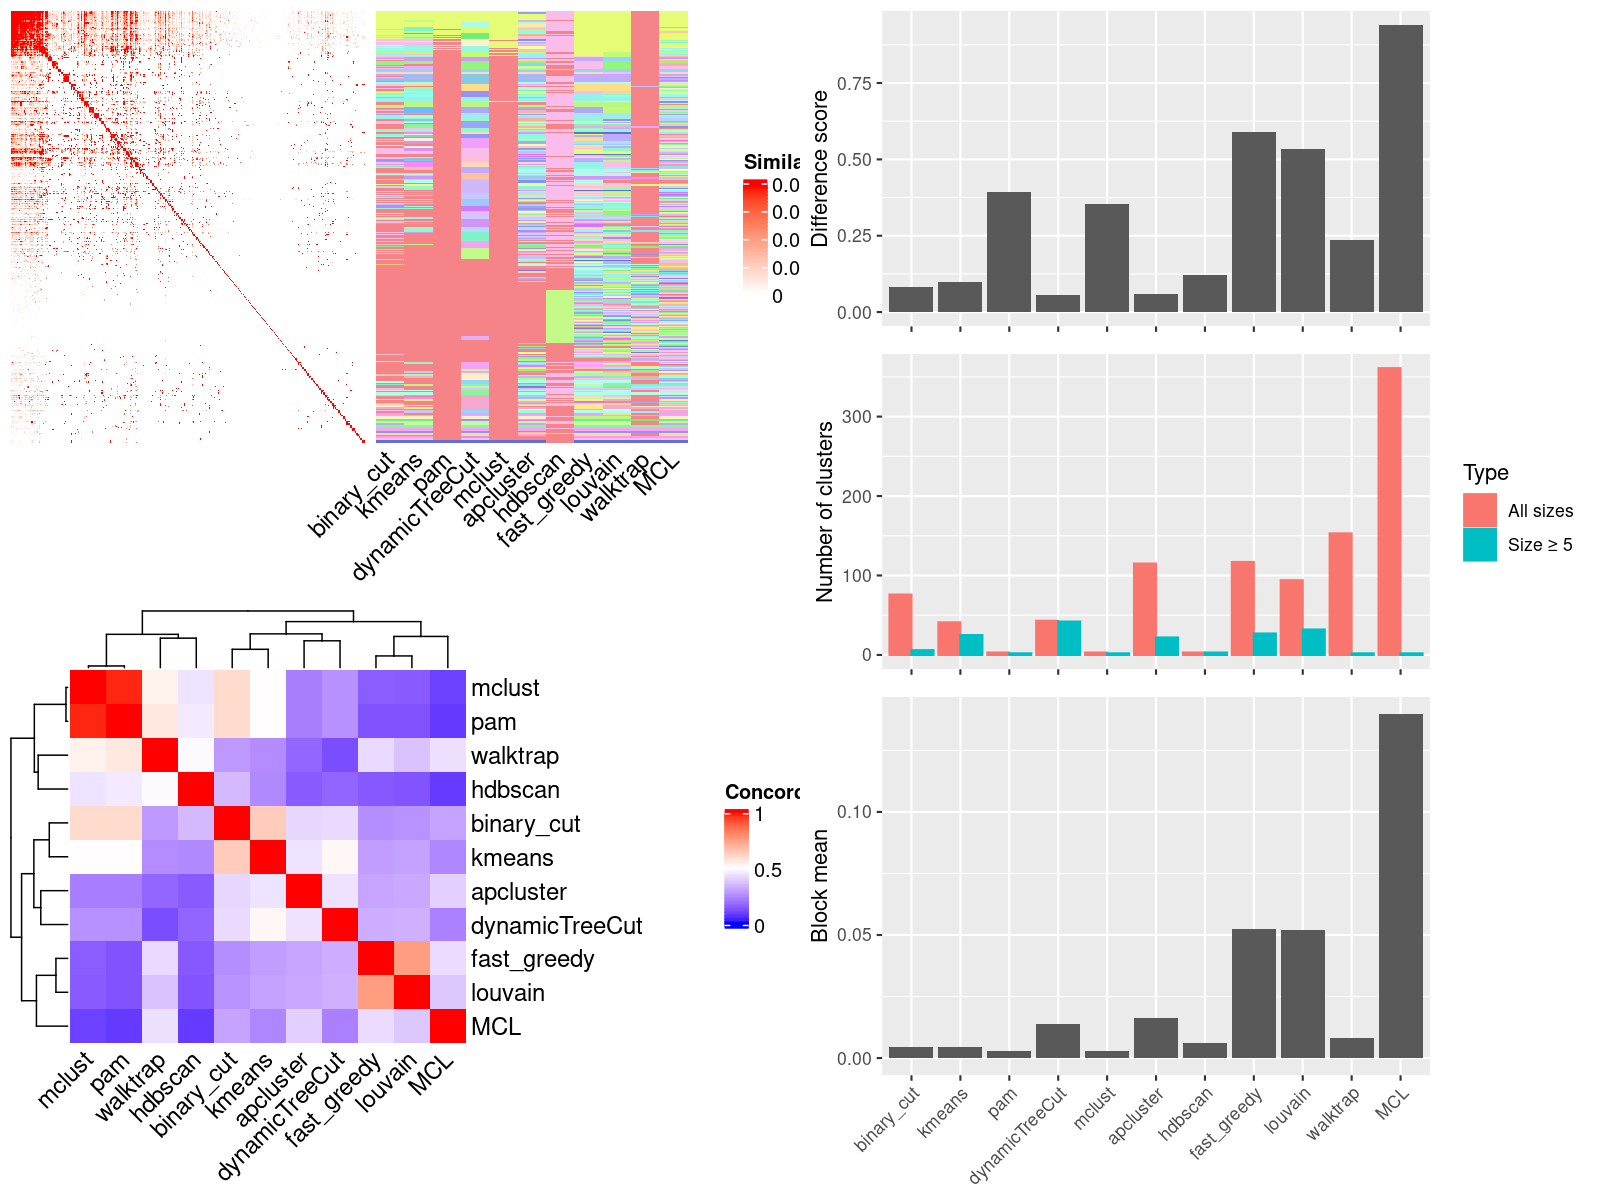 Simila
0.0
0.0
0.0
0.0
0
binary_cut
kmeans
pam
dynamicTreeCut
mclust
apcluster
hdbscan
fast_greedy
louvain
walktrap
MCL
mclust
pam
walktrap
hdbscan
binary_cut
kmeans
apcluster
dynamicTreeCut
fast_greedy
louvain
MCL
mclust
pam
walktrap
hdbscan
binary_cut
kmeans
apcluster
dynamicTreeCut
fast_greedy
louvain
MCL
Concord
1
0.5
0
Difference score
0.75
0.50
0.25
0.00
Number of clusters
300
200
100
0
Type
All sizes
Size ≥ 5
Block mean
0.10
0.05
0.00
binary_cut
kmeans
pam
dynamicTreeCut
mclust
apcluster
hdbscan
fast_greedy
louvain
walktrap
MCL